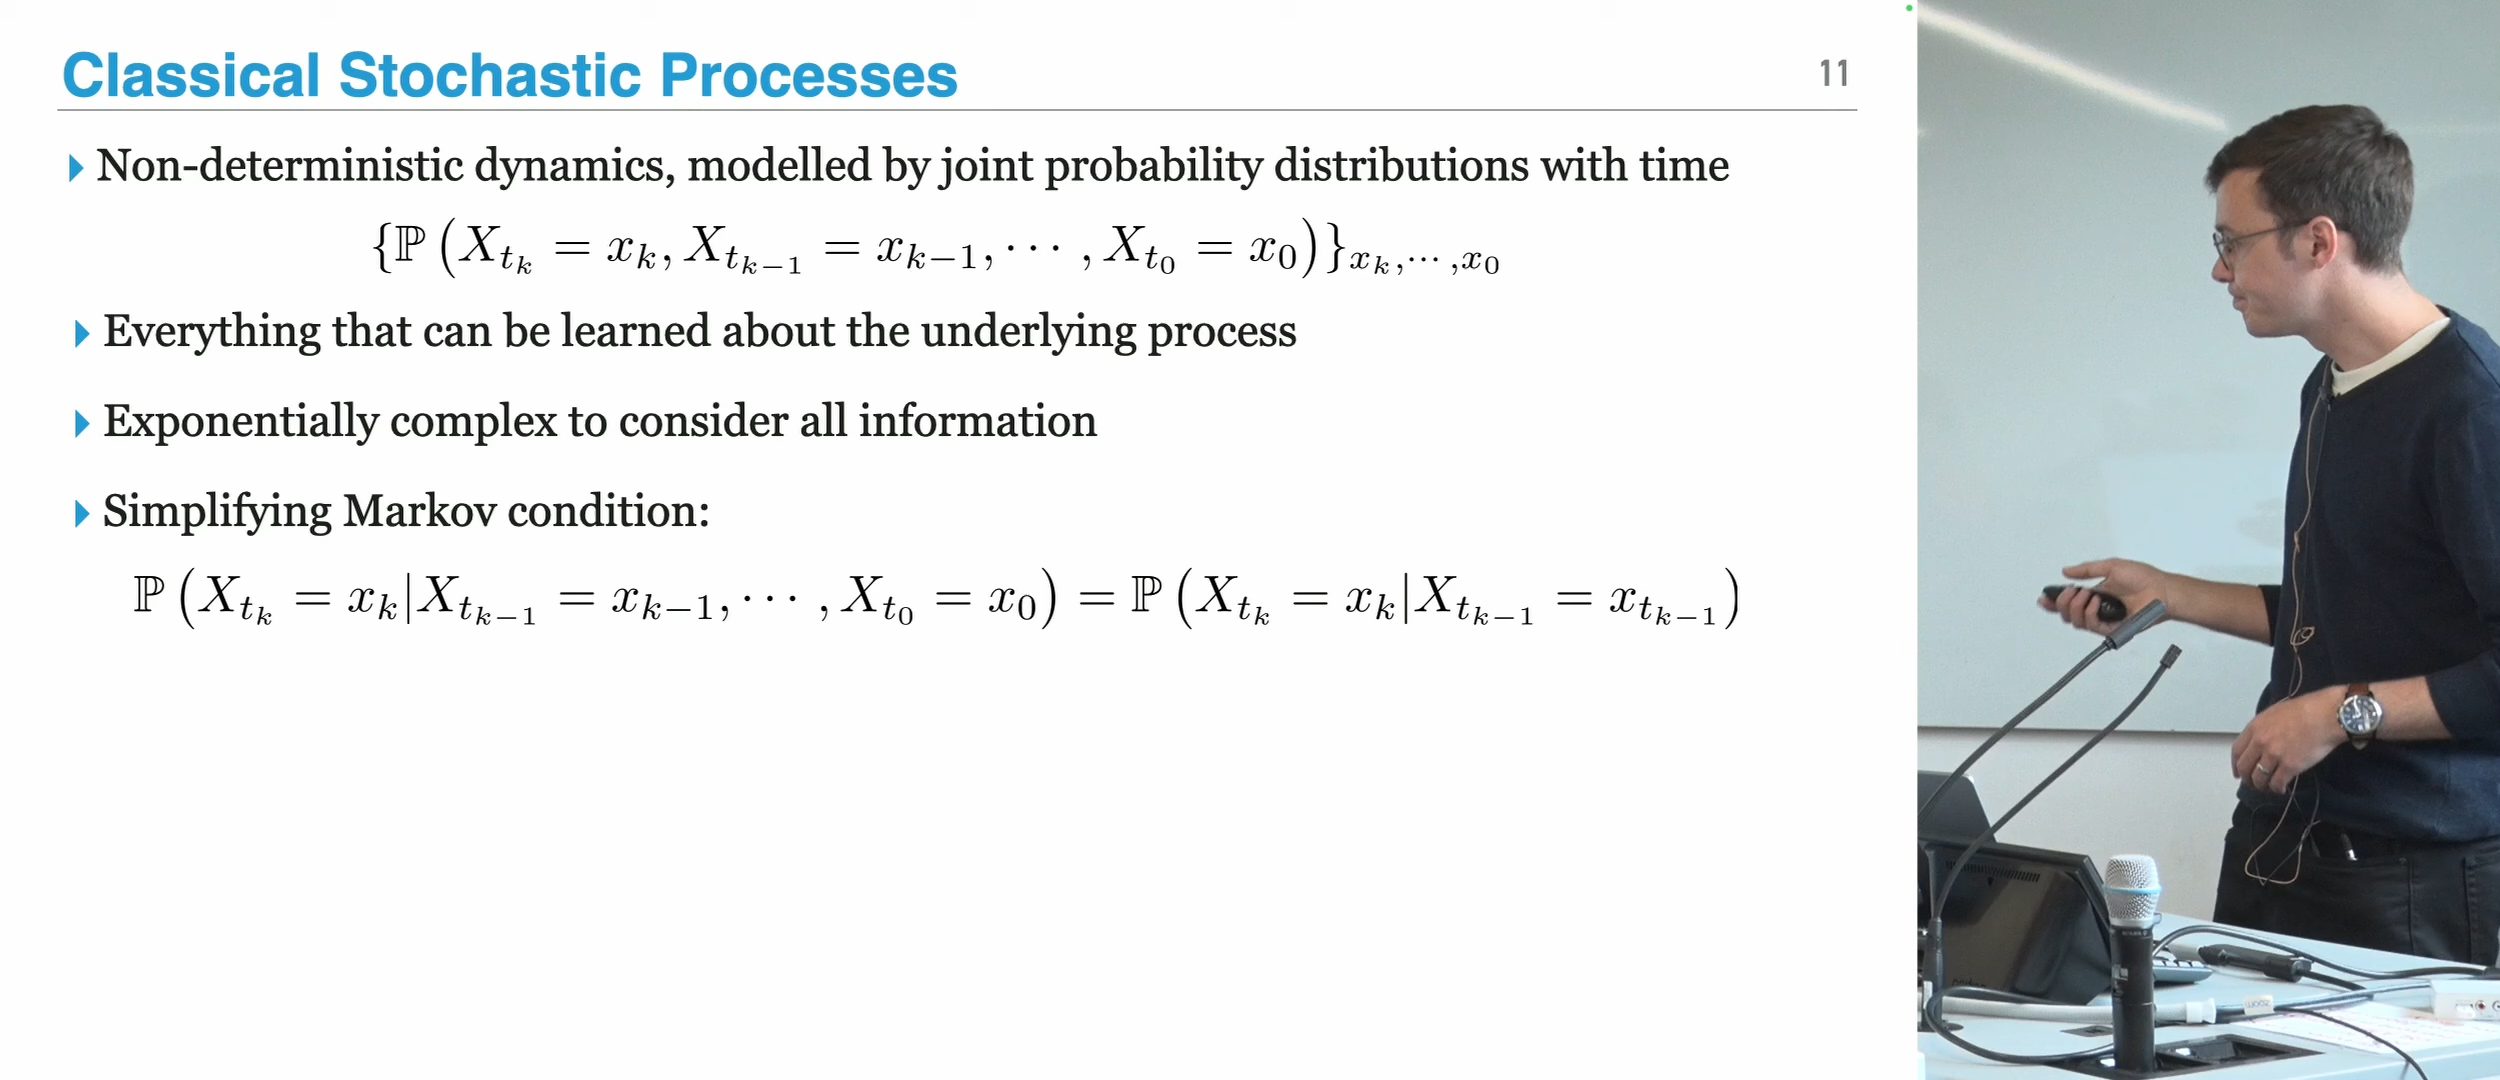 Classical Stochastic Processes
11
Non-deterministic dynamics, modelled by joint probability distributions with time
{ℙ (X_{t_k} = x_k, X_{t_{k−1}} = x_{k−1}, ⋯ , X_{t_0} = x_0)}_{x_k,⋯,x_0}
Everything that can be learned about the underlying process
Exponentially complex to consider all information
Simplifying Markov condition:
ℙ (X_{t_k} = x_k|X_{t_{k−1}} = x_{k−1}, ⋯ , X_{t_0} = x_0) = ℙ (X_{t_k} = x_k|X_{t_{k−1}} = x_{t_{k−1}})
zoom